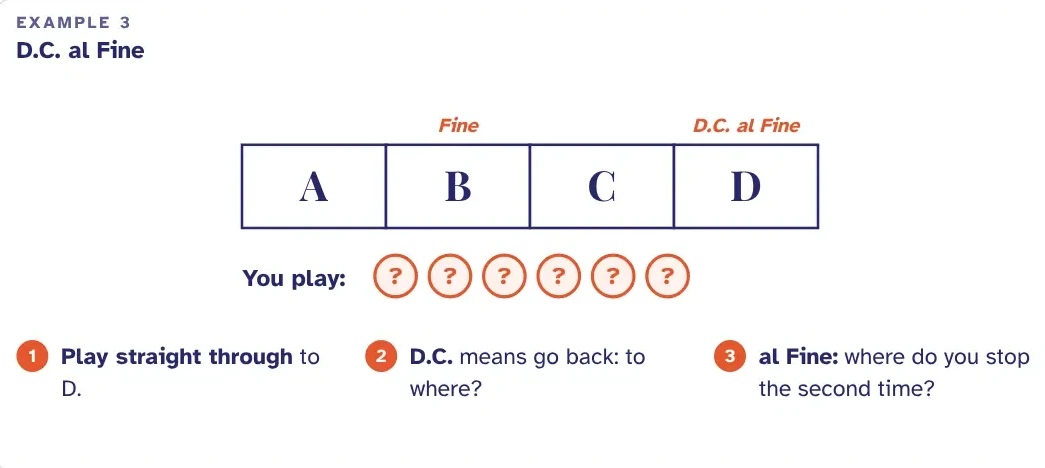 EXAMPLE 3
D.C. al Fine
Fine D.C. al Fine
A B C D
You play: ? ? ? ? ? ?
1 Play straight through to
D.
2 D.C. means go back: to
where?
3 al Fine: where do you stop
the second time?